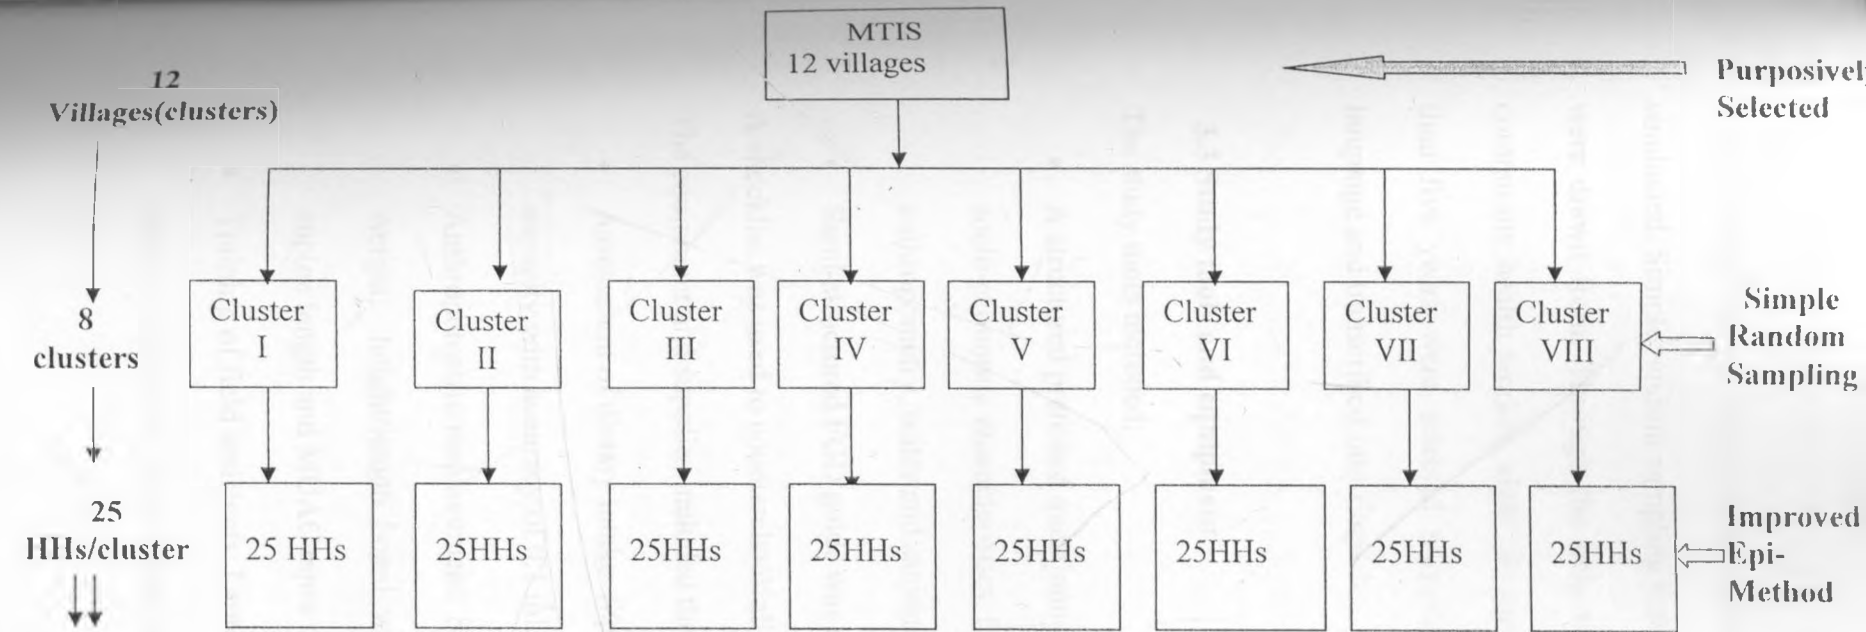 MTIS
12 villages
12
Villages(clusters)
Purposively
Selected
Cluster
I
Cluster
II
Cluster
III
Cluster
IV
Cluster
V
Cluster
VI
Cluster
VII
Cluster
VIII
8
clusters
Simple
Random
Sampling
25
HHs/cluster
25 HHs
25HHs
25HHs
25HHs
25HHs
25HHs
25HHs
25HHs
Improved
Epi-
Method